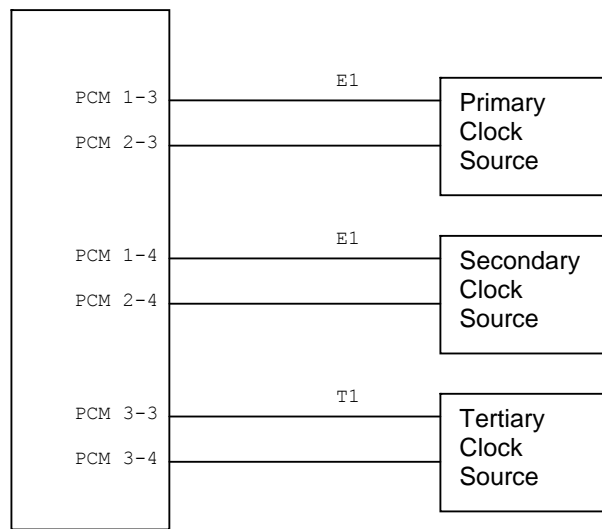 E1
PCM 1-3
PCM 2-3
Primary
Clock
Source
E1
PCM 1-4
PCM 2-4
Secondary
Clock
Source
T1
PCM 3-3
PCM 3-4
Tertiary
Clock
Source